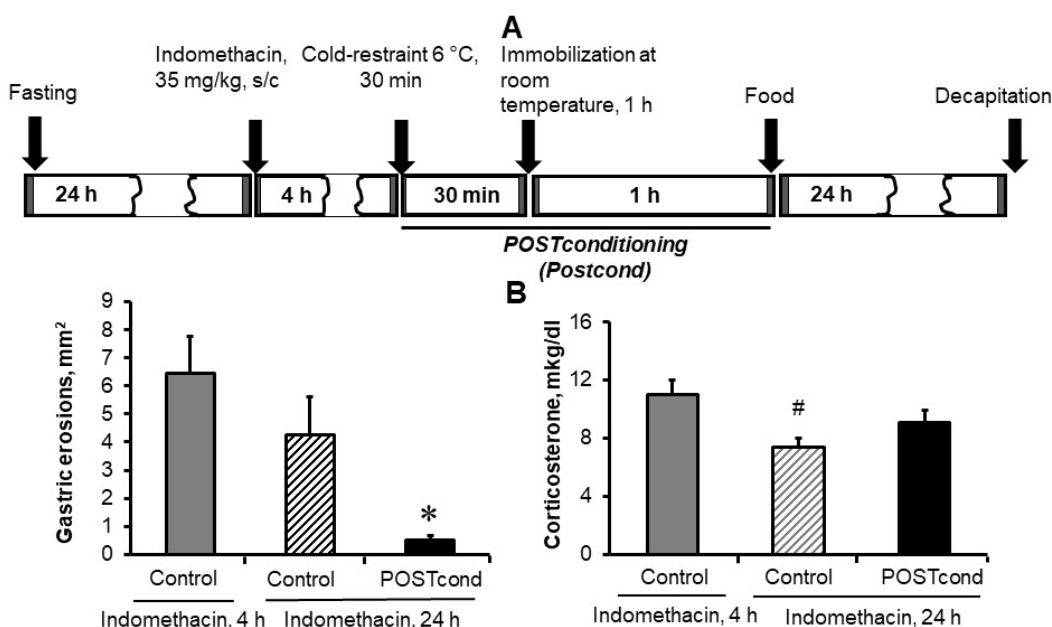 A
Indomethacin,
35 mg/kg, s/c
Cold-restraint 6 °C,
30 min
Immobilization at
room
temperature, 1 h
Fasting
Food
Decapitation
24 h
4 h
30 min
1 h
24 h
POSTconditioning
(Postcond)
B
Gastric erosions, mm²
9
8
7
6
5
4
3
2
1
0
*
Control
Control
POSTcond
Indomethacin, 4 h
Indomethacin, 24 h
Corticosterone, mkg/dl
16
12
8
4
0
#
Control
Control
POSTcond
Indomethacin, 4 h
Indomethacin, 24 h